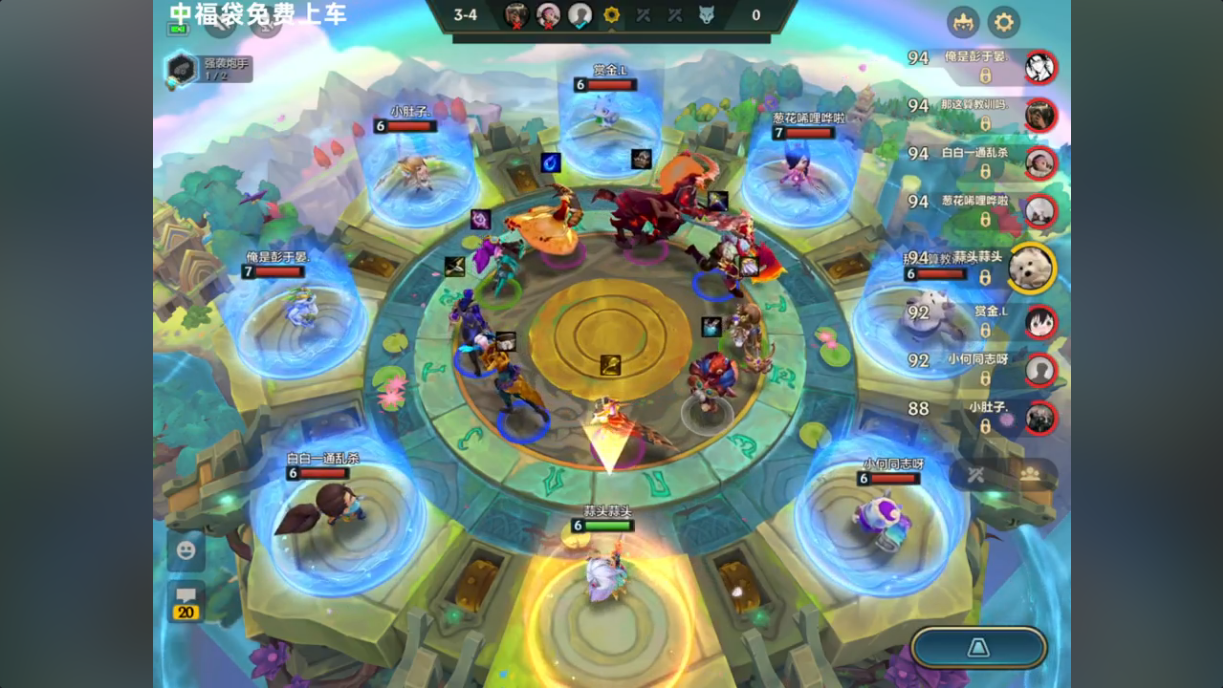 中福袋免费上车
3-4
0
强袭炮手
1 / 2
赏金.L
6
小肚子.
6
葱花唏哩哗啦
7
俺是彭于晏.
7
6
白白一通乱杀
6
小何同志呀
6
蒜头蒜头
6
94 俺是彭于晏.
94 那这算教训吗.
94 白白一通乱杀
94 葱花唏哩哗啦
94 蒜头蒜头
92 赏金.L
92 小何同志呀
88 小肚子.
20